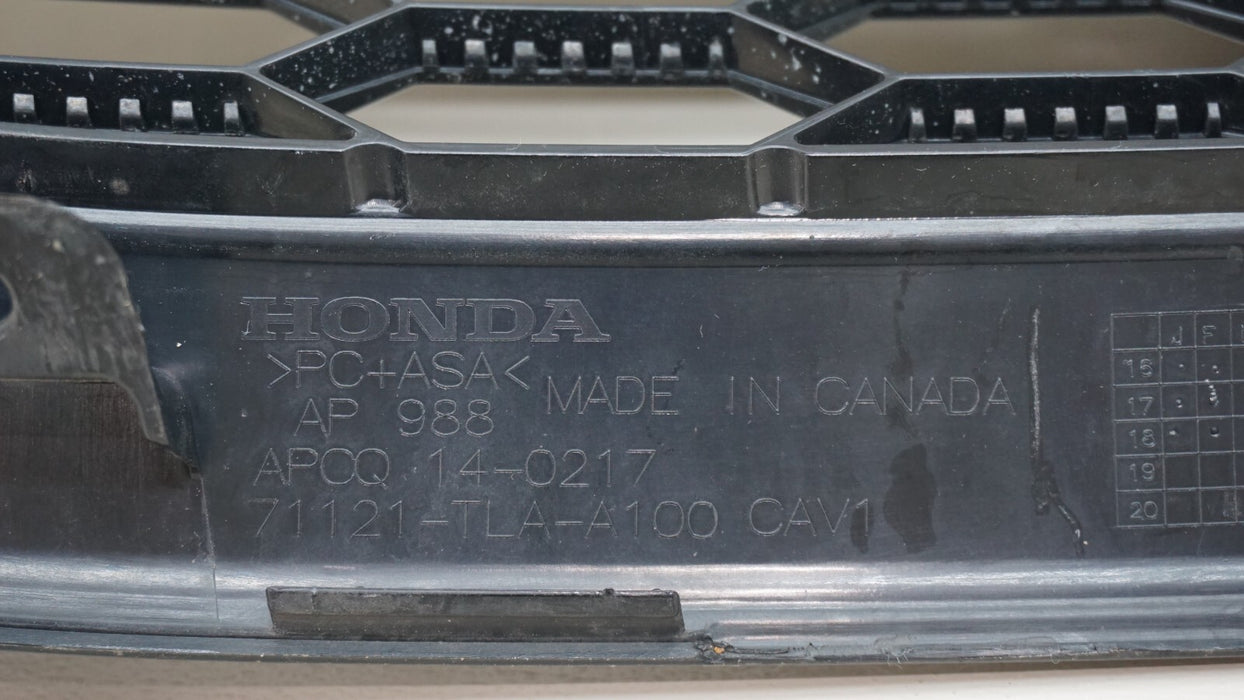 HONDA
>PC+ASA<
MADE IN CANADA
AP 988
APCQ 14-0217
71121-TLA-A100 CAV1
J F
16
17
18
19
20